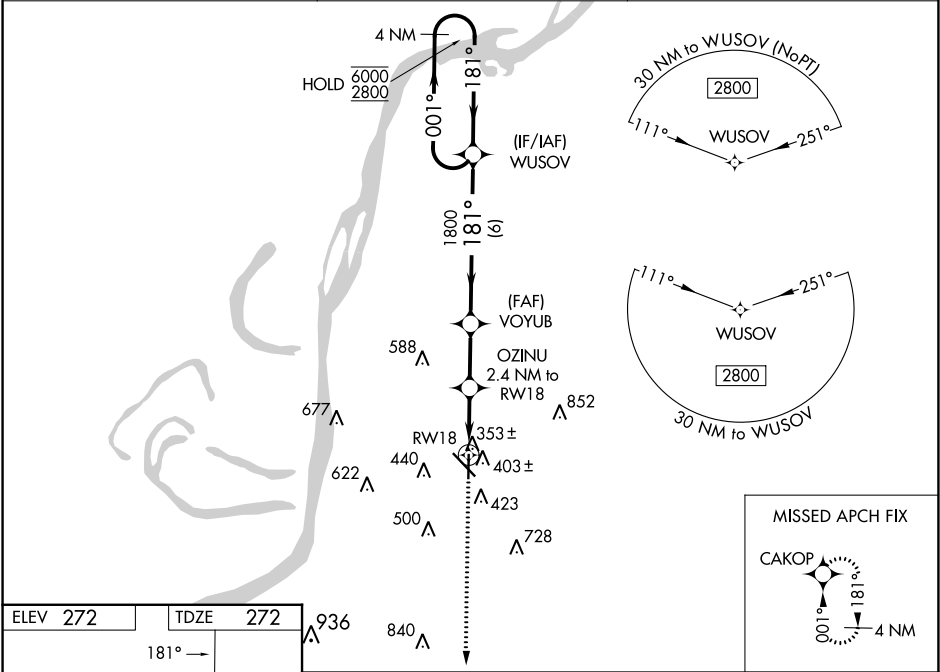 4 NM
HOLD 6000
2800
001°
181°
(IF/IAF)
WUSOV
1800
181°
(6)
(FAF)
VOYUB
OZINU
2.4 NM to
RW18
588
852
677
RW18
353±
440
403±
622
423
500
728
936
840
30 NM to WUSOV (NoPT)
2800
111°
WUSOV
251°
111°
251°
WUSOV
2800
30 NM to WUSOV
MISSED APCH FIX
CAKOP
001°
181°
4 NM
ELEV 272
TDZE 272
181°